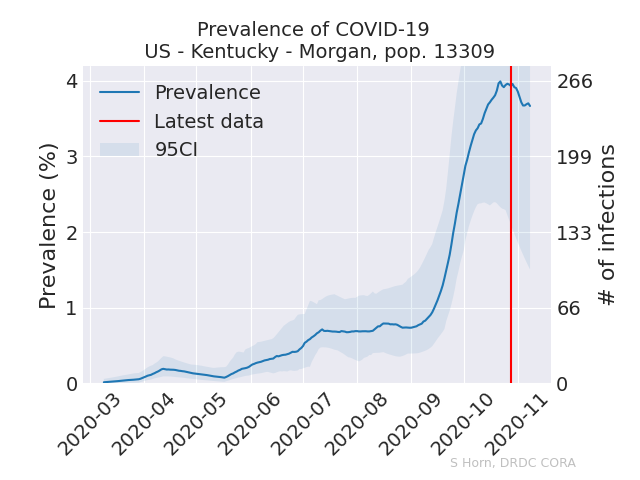 Prevalence of COVID-19
US - Kentucky - Morgan, pop. 13309
Prevalence
Latest data
95CI
Prevalence (%)
4
3
2
1
0
266
199
133
66
0
# of infections
2020-03
2020-04
2020-05
2020-06
2020-07
2020-08
2020-09
2020-10
2020-11
S Horn, DRDC CORA